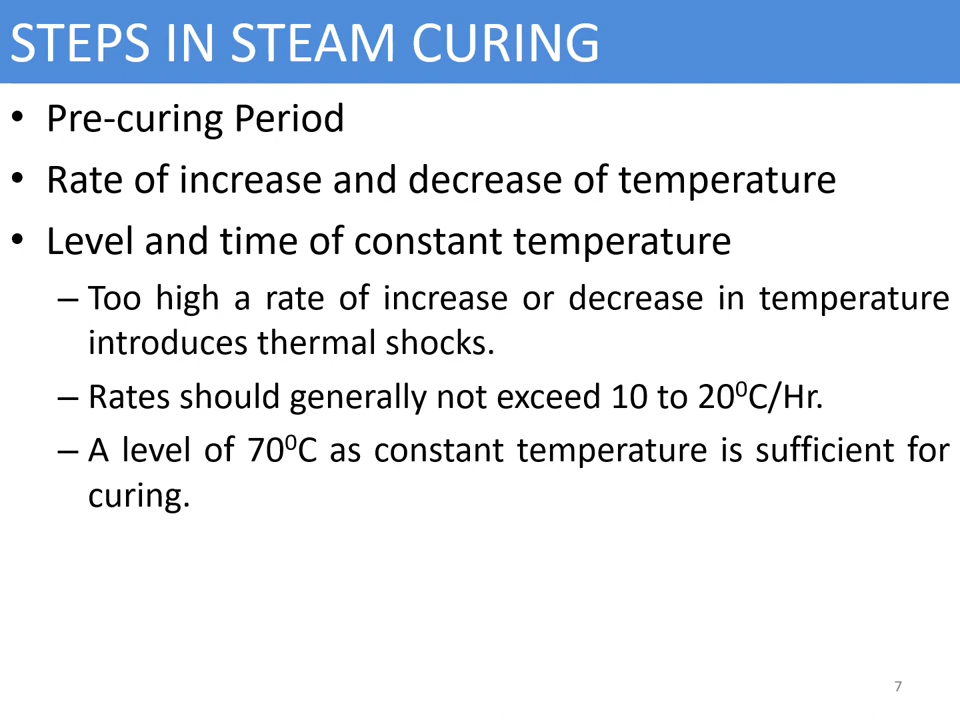 STEPS IN STEAM CURING
• Pre-curing Period
• Rate of increase and decrease of temperature
• Level and time of constant temperature
– Too high a rate of increase or decrease in temperature
introduces thermal shocks.
– Rates should generally not exceed 10 to 20⁰C/Hr.
– A level of 70⁰C as constant temperature is sufficient for
curing.
7